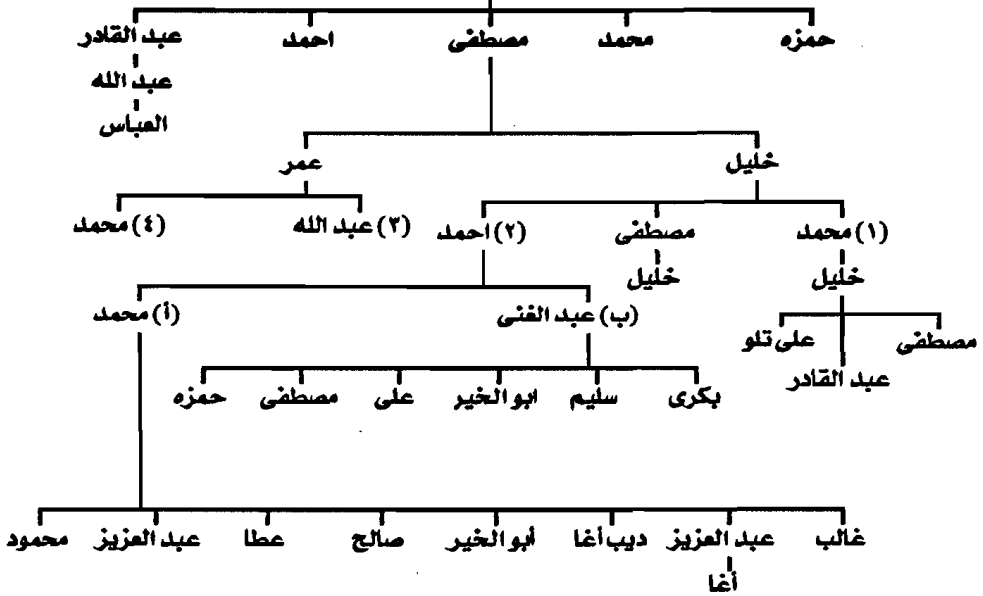 حمزه محمد مصطفى احمد عبد القادر
عبد الله
العباس
خليل عمر
(١) محمد مصطفى (٢) احمد (٣) عبد الله (٤) محمد
خليل خليل
(ب) عبد الغنى (أ) محمد
مصطفى على تلو
عبد القادر
بكرى سليم ابو الخير على مصطفى حمزه
غالب عبد العزيز ديب أغا أبو الخير صالح عطا عبد العزيز محمود
أغا